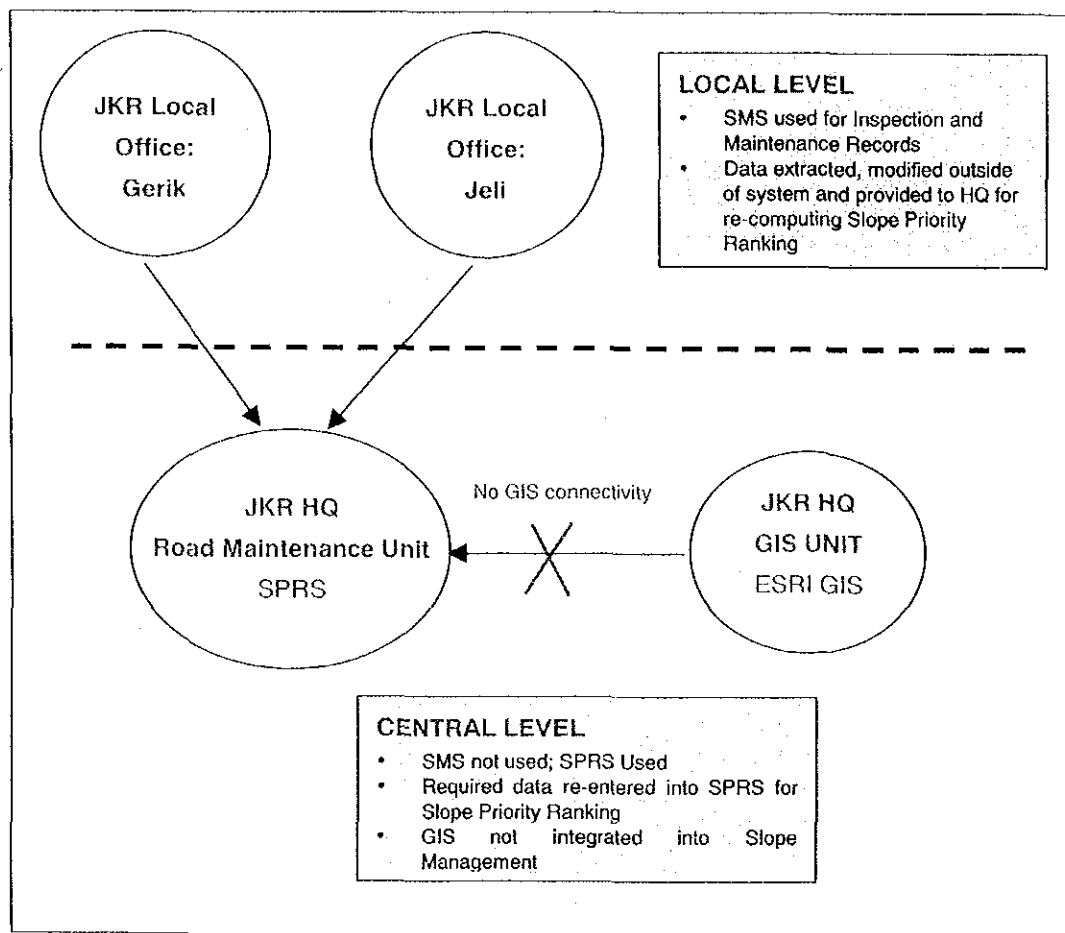 JKR Local
Office:
Gerik
JKR Local
Office:
Jeli
LOCAL LEVEL
• SMS used for Inspection and
Maintenance Records
• Data extracted, modified outside
of system and provided to HQ for
re-computing Slope Priority
Ranking
JKR HQ
Road Maintenance Unit
SPRS
No GIS connectivity
JKR HQ
GIS UNIT
ESRI GIS
CENTRAL LEVEL
• SMS not used; SPRS Used
• Required data re-entered into SPRS for
Slope Priority Ranking
• GIS not integrated into Slope
Management